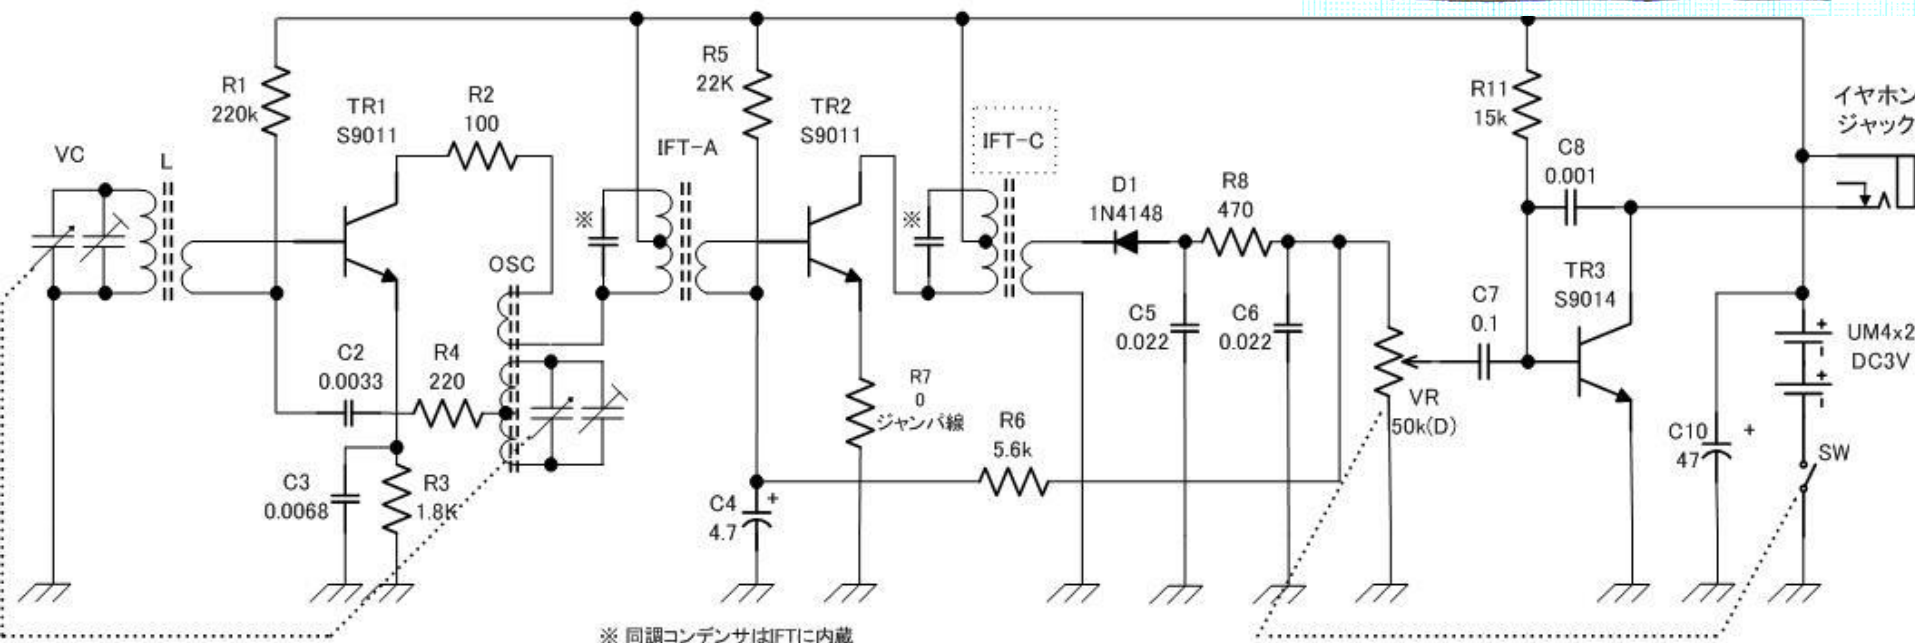 R1
220k
TR1
S9011
R2
100
R5
22K
TR2
S9011
IFT-A
IFT-C
VC
L
※
※
OSC
D1
1N4148
R8
470
R11
15k
C8
0.001
イヤホン
ジャック
TR3
S9014
C7
0.1
C5
0.022
C6
0.022
C2
0.0033
R4
220
R7
0
ジャンパ線
VR
50k(D)
UM4x2
DC3V
+
-
+
-
R6
5.6k
C10
47
+
SW
C3
0.0068
R3
1.8K
C4
4.7
+
※ 同調コンデンサはIFTに内蔵